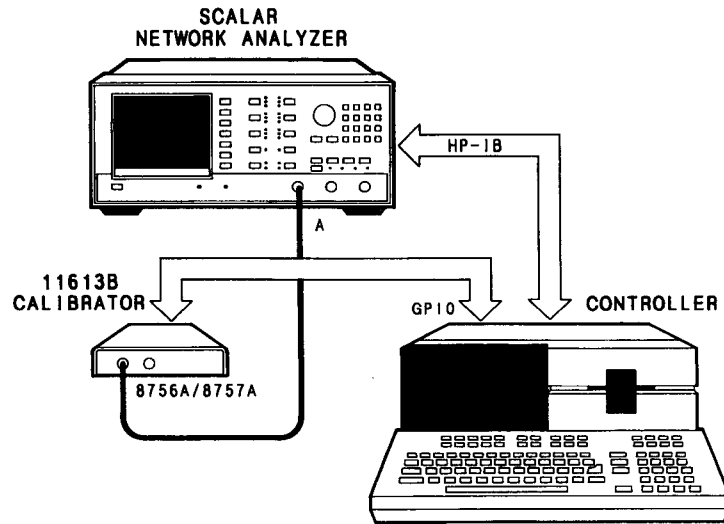 SCALAR
NETWORK ANALYZER
HP-IB
A
11613B
CALIBRATOR
GPIO
CONTROLLER
8756A/8757A